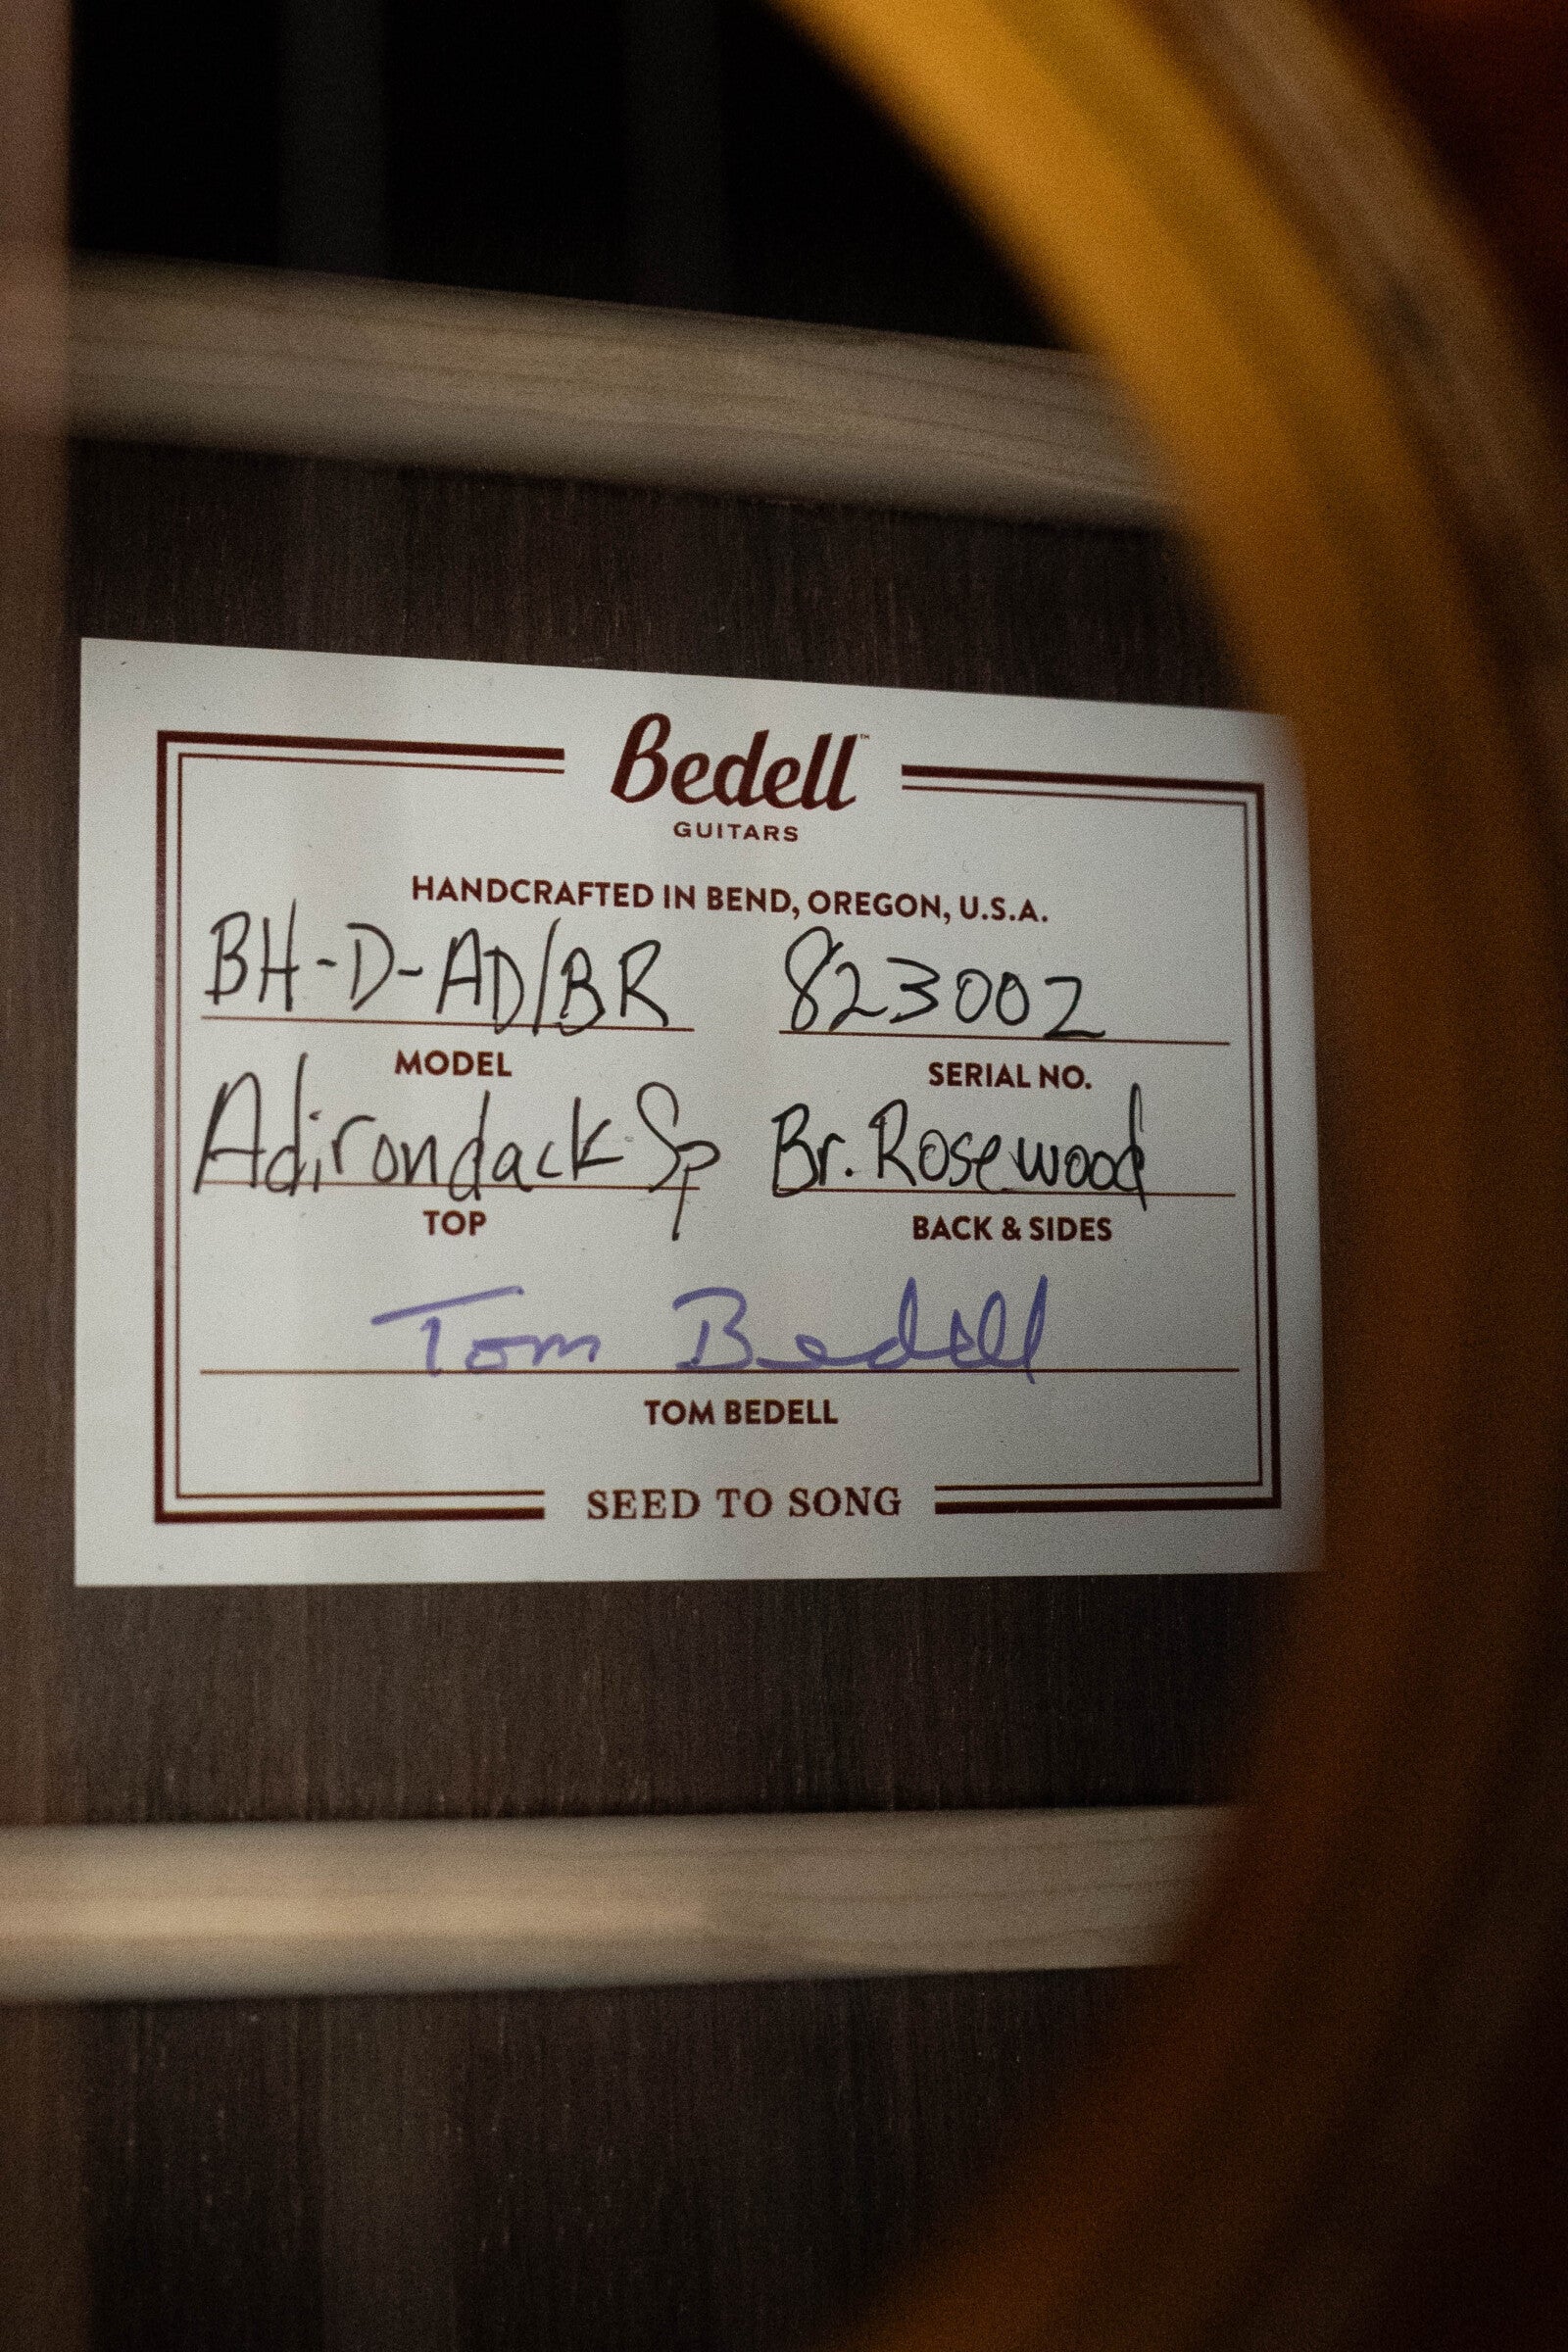 Bedell™
GUITARS
HANDCRAFTED IN BEND, OREGON, U.S.A.
BH-D-AD/BR 823002
MODEL SERIAL NO.
Adirondack Sp Br. Rosewood
TOP BACK & SIDES
Tom Bedell
TOM BEDELL
SEED TO SONG